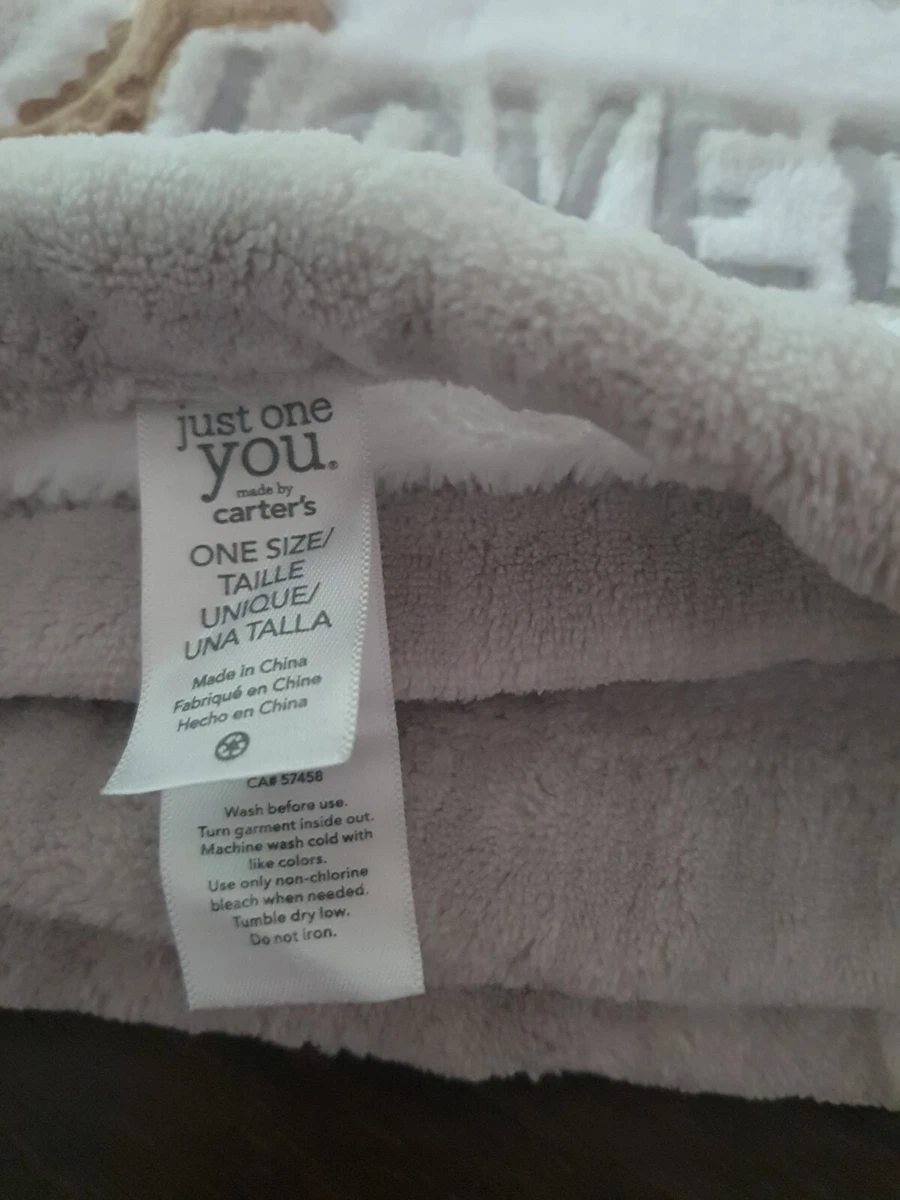 just one
you®
made by
carter's
ONE SIZE/
TAILLE
UNIQUE/
UNA TALLA
Made in China
Fabriqué en Chine
Hecho en China
CA# 57458
Wash before use.
Turn garment inside out.
Machine wash cold with
like colors.
Use only non-chlorine
bleach when needed.
Tumble dry low.
Do not iron.